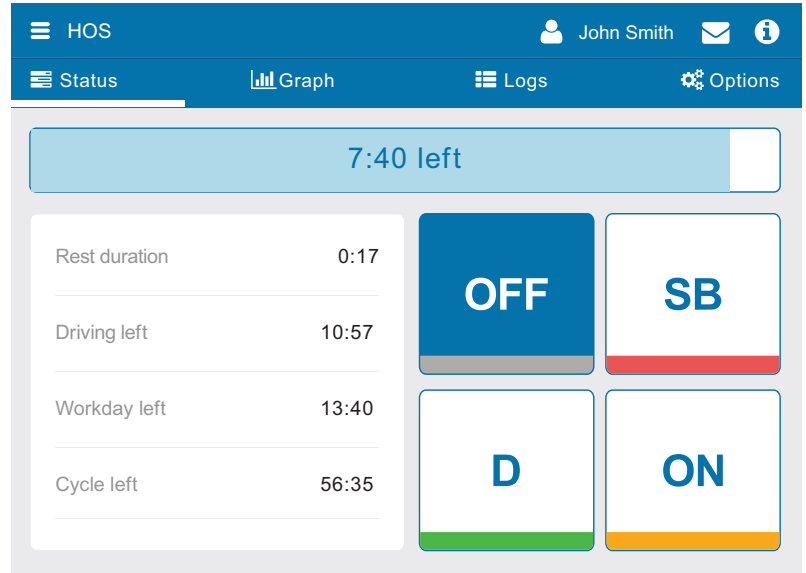 HOS
John Smith
Status
Graph
Logs
Options
7:40 left
Rest duration 0:17
Driving left 10:57
Workday left 13:40
Cycle left 56:35
OFF
SB
D
ON